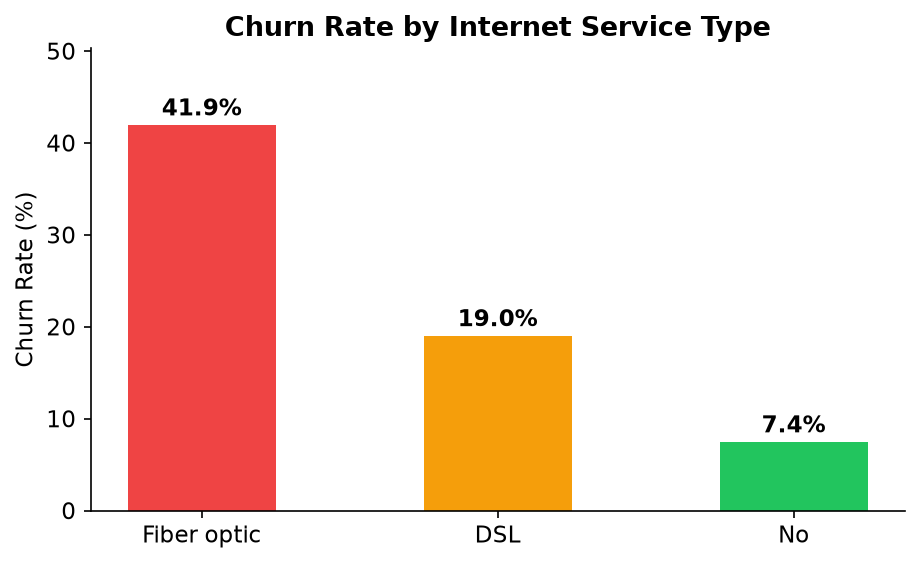 Churn Rate by Internet Service Type
Churn Rate (%)
50
40
30
20
10
0
41.9%
19.0%
7.4%
Fiber optic
DSL
No